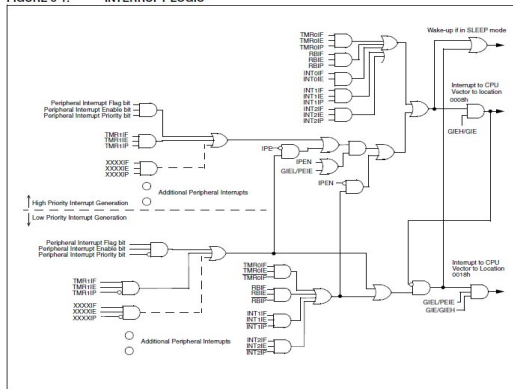 FIGURE 9-1: INTERRUPT LOGIC
TMR0IF
TMR0IE
TMR0IP
RBIF
RBIE
RBIP
INT0IF
INT0IE
INT1IF
INT1IE
INT1IP
INT2IF
INT2IE
INT2IP
Wake-up if in SLEEP mode
Interrupt to CPU
Vector to location
0008h
GIEH/GIE
Peripheral Interrupt Flag bit
Peripheral Interrupt Enable bit
Peripheral Interrupt Priority bit
TMR1IF
TMR1IE
TMR1IP
XXXXIF
XXXXIE
XXXXIP
Additional Peripheral Interrupts
IPE
IPEN
GIEL/PEIE
IPEN
High Priority Interrupt Generation
Low Priority Interrupt Generation
Peripheral Interrupt Flag bit
Peripheral Interrupt Enable bit
Peripheral Interrupt Priority bit
TMR1IF
TMR1IE
TMR1IP
XXXXIF
XXXXIE
XXXXIP
Additional Peripheral Interrupts
TMR0IF
TMR0IE
TMR0IP
RBIF
RBIE
RBIP
INT1IF
INT1IE
INT1IP
INT2IF
INT2IE
INT2IP
Interrupt to CPU
Vector to Location
0018h
GIEL/PEIE
GIE/GIEH